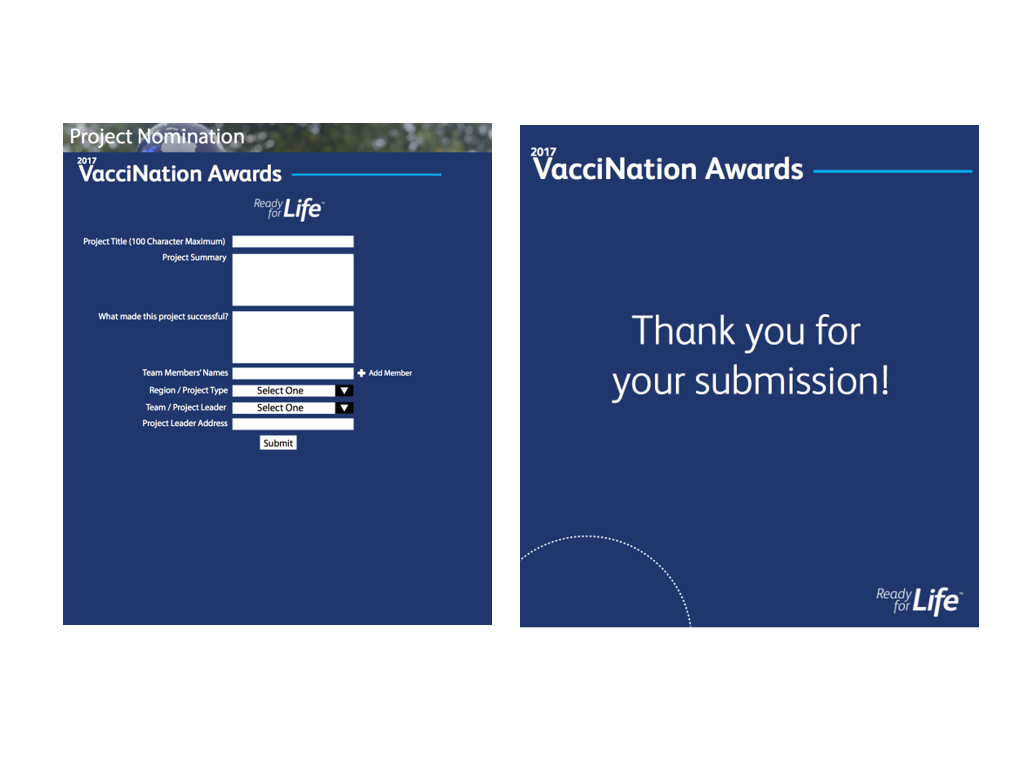 Project Nomination
2017
VacciNation Awards
Ready
for Life™
Project Title (100 Character Maximum)
Project Summary
What made this project successful?
Team Members' Names
Add Member
Region / Project Type
Select One
Team / Project Leader
Select One
Project Leader Address
Submit
2017
VacciNation Awards
Thank you for
your submission!
Ready
for Life™